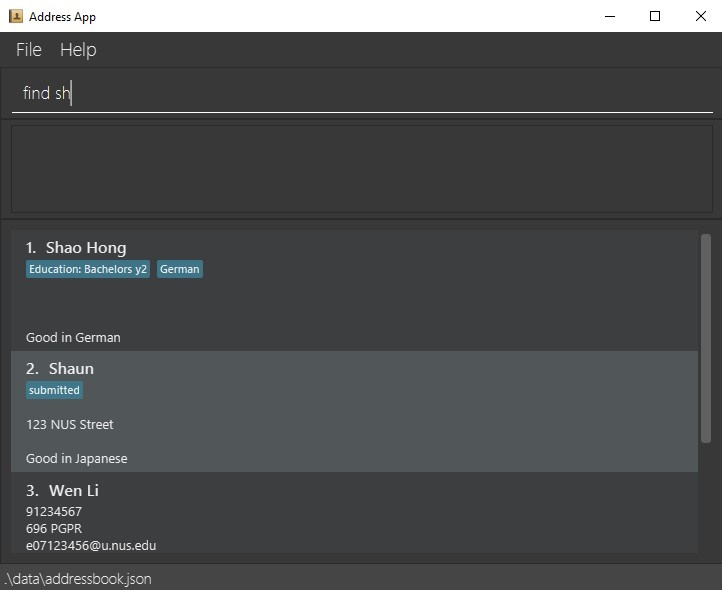 Address App
File Help
find sh
1. Shao Hong
Education: Bachelors y2 German
Good in German
2. Shaun
submitted
123 NUS Street
Good in Japanese
3. Wen Li
91234567
696 PGPR
e07123456@u.nus.edu
.\data\addressbook.json